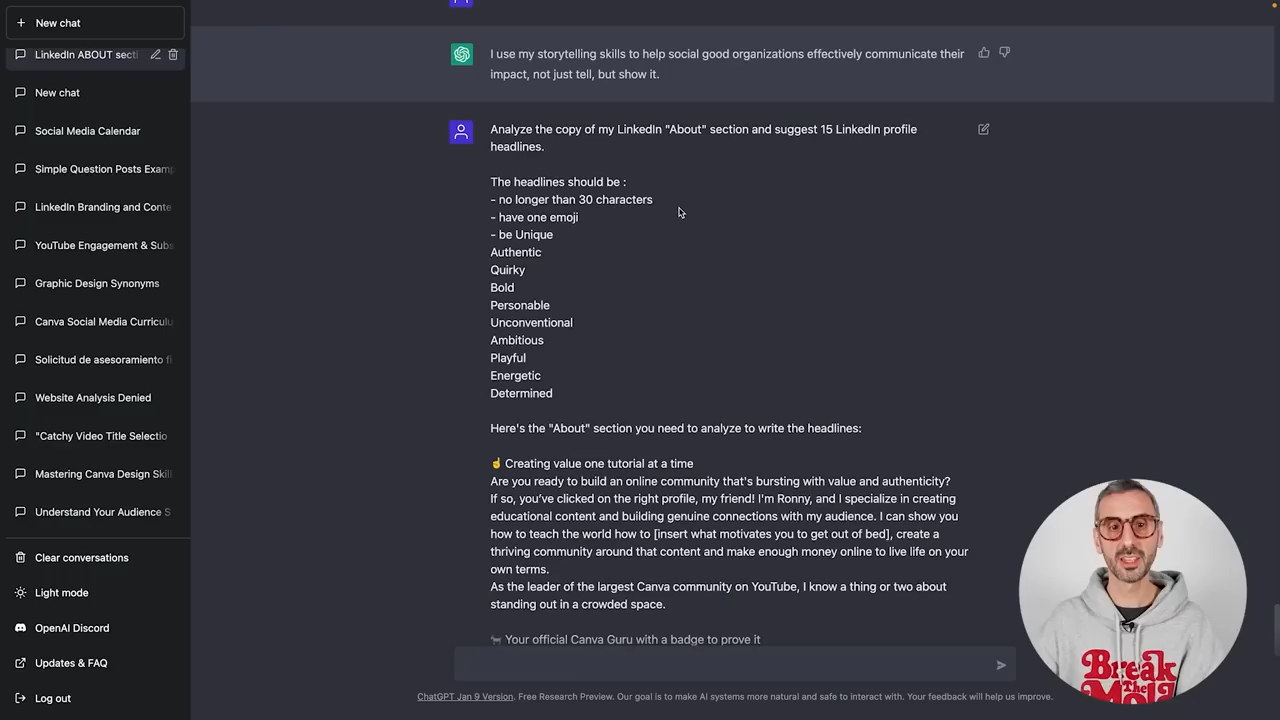 New chat
LinkedIn ABOUT secti
New chat
Social Media Calendar
Simple Question Posts Examp
LinkedIn Branding and Conte
YouTube Engagement & Subs
Graphic Design Synonyms
Canva Social Media Curriculu
Solicitud de asesoramiento fi
Website Analysis Denied
"Catchy Video Title Selectio
Mastering Canva Design Skill
Understand Your Audience S
Clear conversations
Light mode
OpenAI Discord
Updates & FAQ
Log out
I use my storytelling skills to help social good organizations effectively communicate their
impact, not just tell, but show it.
Analyze the copy of my LinkedIn "About" section and suggest 15 LinkedIn profile
headlines.
The headlines should be :
- no longer than 30 characters
- have one emoji
- be Unique
Authentic
Quirky
Bold
Personable
Unconventional
Ambitious
Playful
Energetic
Determined
Here's the "About" section you need to analyze to write the headlines:
☝ Creating value one tutorial at a time
Are you ready to build an online community that's bursting with value and authenticity?
If so, you've clicked on the right profile, my friend! I'm Ronny, and I specialize in creating
educational content and building genuine connections with my audience. I can show you
how to teach the world how to [insert what motivates you to get out of bed], create a
thriving community around that content and make enough money online to live life on your
own terms.
As the leader of the largest Canva community on YouTube, I know a thing or two about
standing out in a crowded space.
🐐 Your official Canva Guru with a badge to prove it
ChatGPT Jan 9 Version. Free Research Preview. Our goal is to make AI systems more natural and safe to interact with. Your feedback will help us improve.
Break
The
Mold